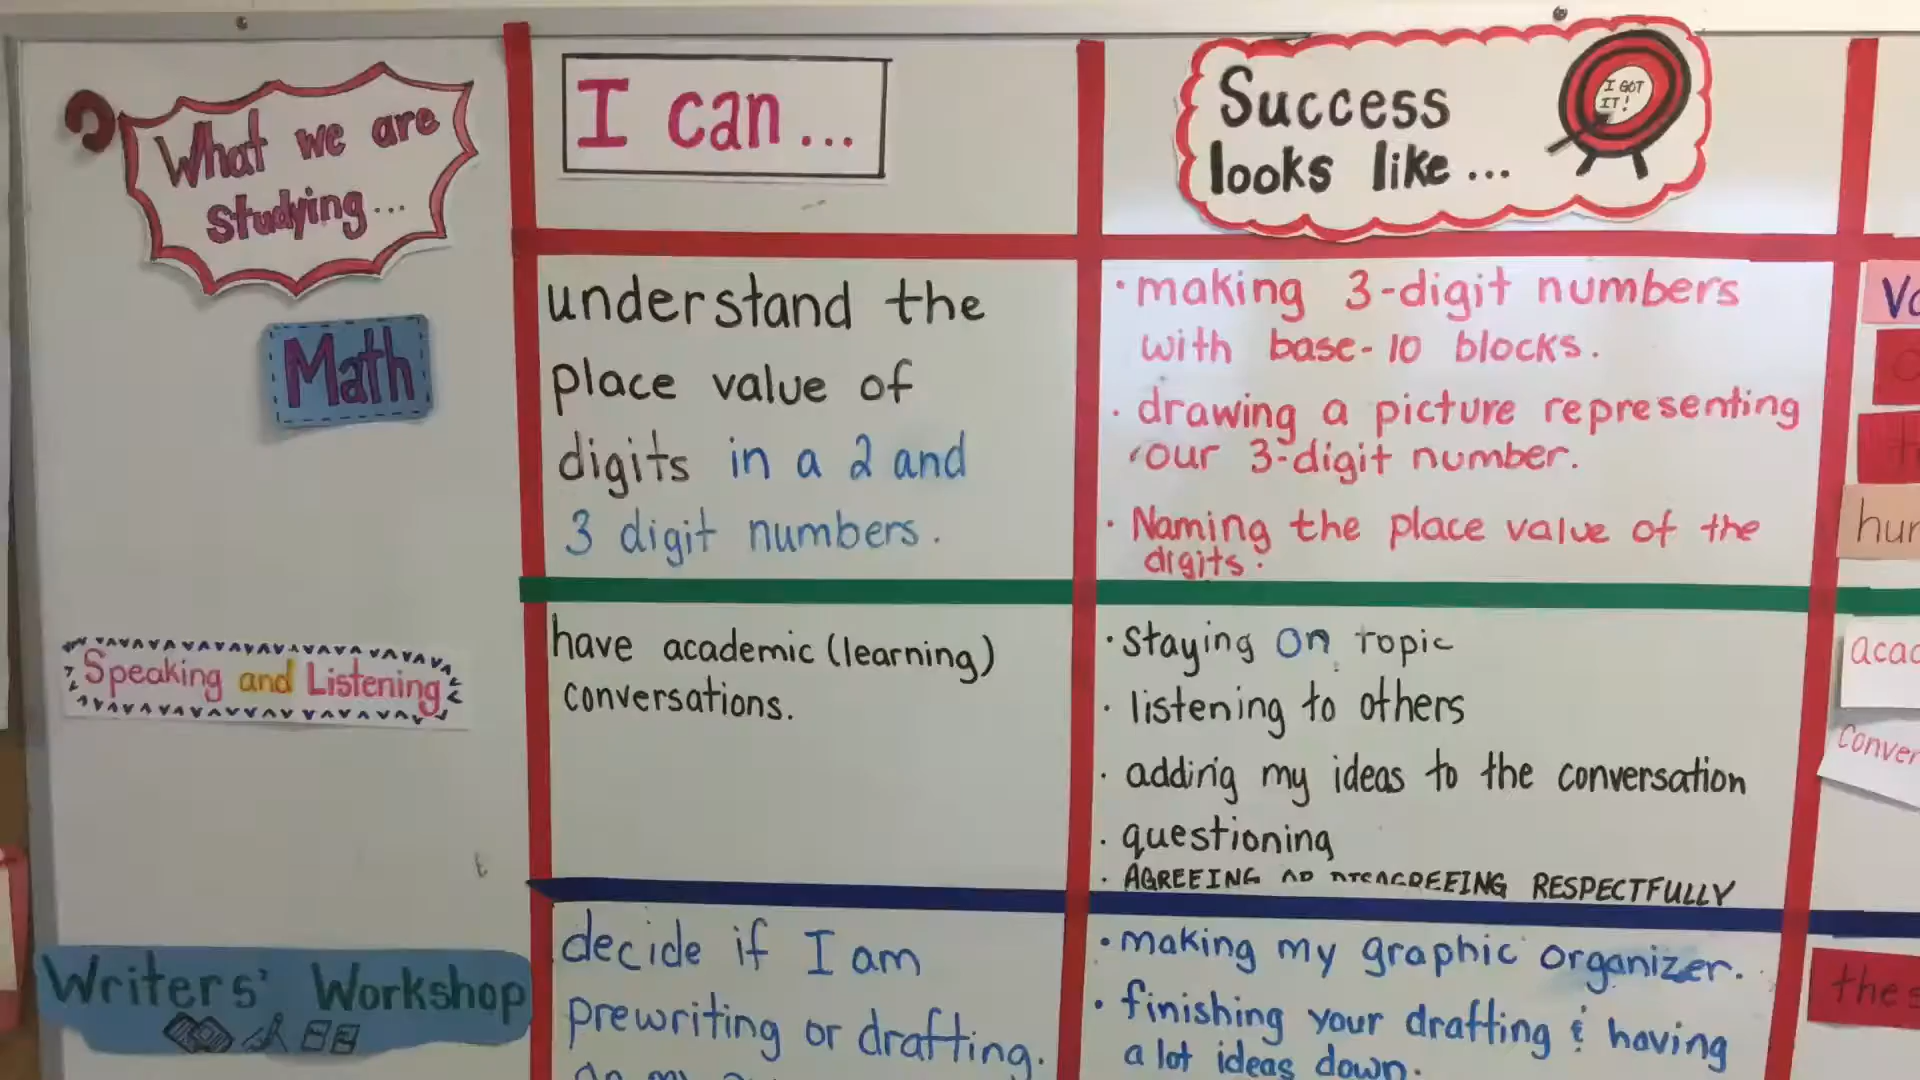 What we are
studying...
I can...
Success
looks like...
I GOT
IT!
Math
understand the
place value of
digits in a 2 and
3 digit numbers.
• making 3-digit numbers
with base-10 blocks.
• drawing a picture representing
our 3-digit number.
• Naming the place value of the
digits.
Speaking and Listening
have academic (learning)
conversations.
• Staying on topic
• listening to others
• adding my ideas to the conversation
• questioning
• AGREEING OR DISAGREEING RESPECTFULLY
Writers' Workshop
decide if I am
prewriting or drafting.
• making my graphic organizer.
• finishing your drafting & having
a lot ideas down.